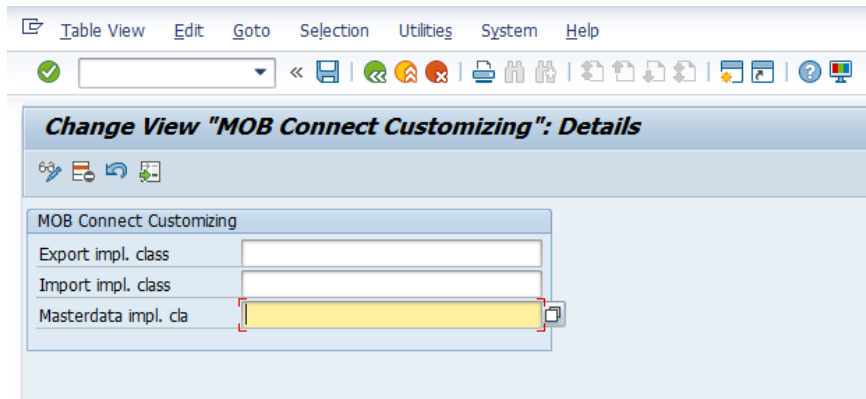 Table View Edit Goto Selection Utilities System Help
Change View "MOB Connect Customizing": Details
MOB Connect Customizing
Export impl. class
Import impl. class
Masterdata impl. cla